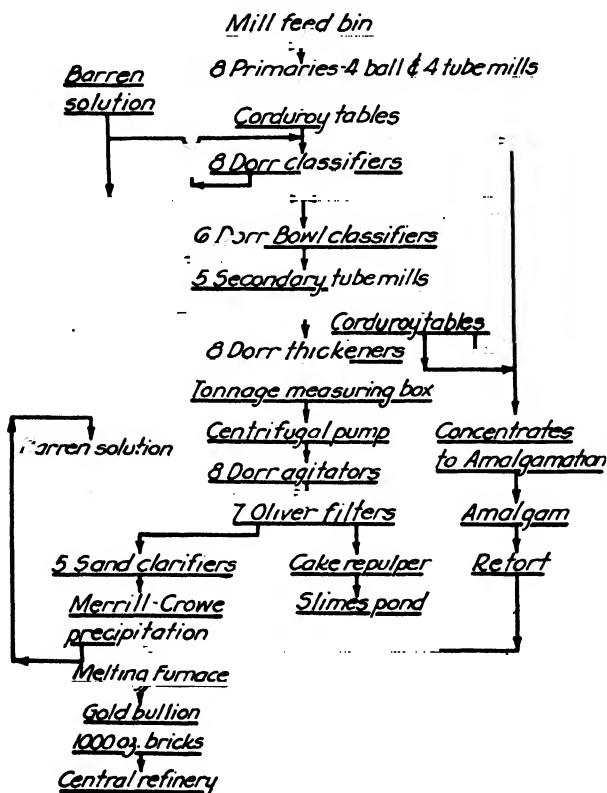 Mill feed bin
8 Primaries-4 ball & 4 tube mills
Barren
solution
Corduroy tables
8 Dorr classifiers
6 Dorr Bowl classifiers
5 Secondary tube mills
Corduroy tables
8 Dorr thickeners
Tonnage measuring box
Centrifugal pump
Barren solution
Concentrates
to Amalgamation
8 Dorr agitators
7 Oliver filters
Amalgam
5 Sand clarifiers
Cake repulper
Retort
Merrill-Crowe
precipitation
Slimes pond
Melting Furnace
Gold bullion
1000 oz. bricks
Central refinery